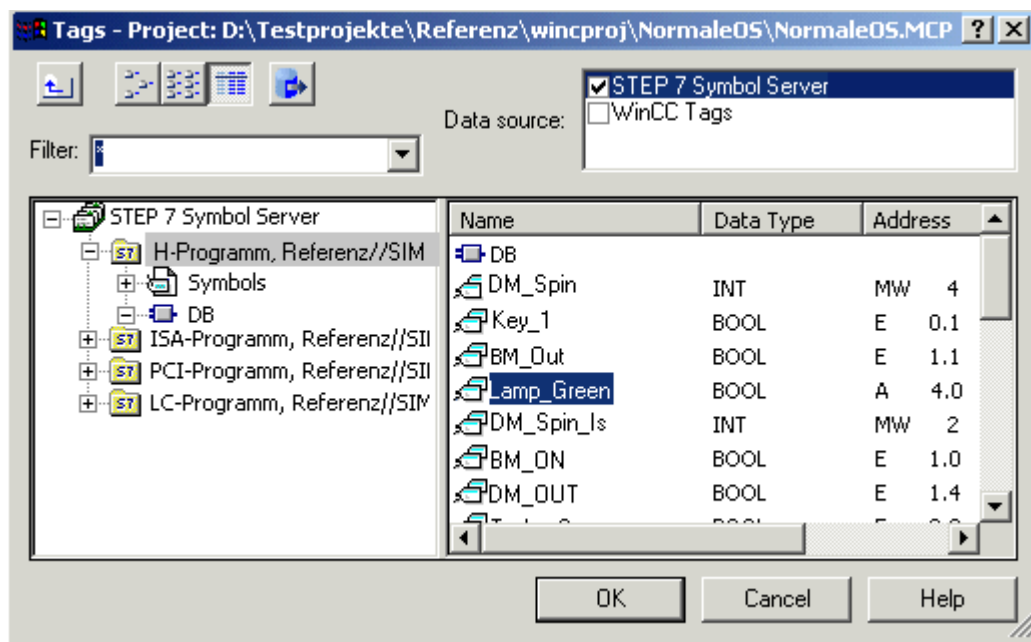 Tags - Project: D:\Testprojekte\Referenz\wincproj\NormaleOS\NormaleOS.MCP
Data source:
STEP 7 Symbol Server
WinCC Tags
Filter: *
STEP 7 Symbol Server
H-Programm, Referenz//SIM
Symbols
DB
ISA-Programm, Referenz//SI
PCI-Programm, Referenz//SI
LC-Programm, Referenz//SIM
Name Data Type Address
DB
DM_Spin INT MW 4
Key_1 BOOL E 0.1
BM_Out BOOL E 1.1
Lamp_Green BOOL A 4.0
DM_Spin_Is INT MW 2
BM_ON BOOL E 1.0
DM_OUT BOOL E 1.4
OK Cancel Help